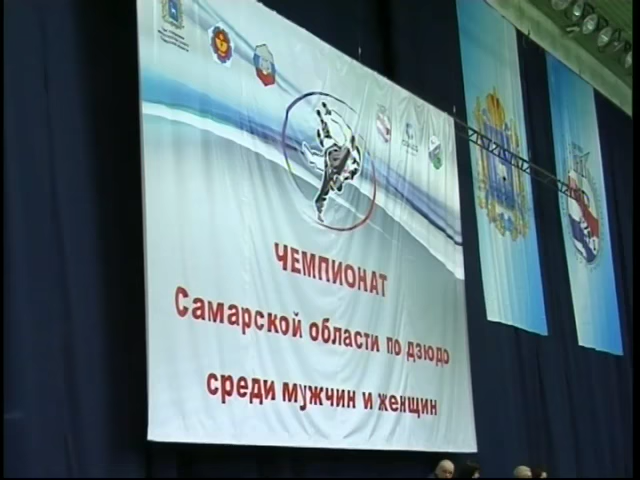 ЧЕМПИОНАТ
Самарской области по дзюдо
среди мужчин и женщин